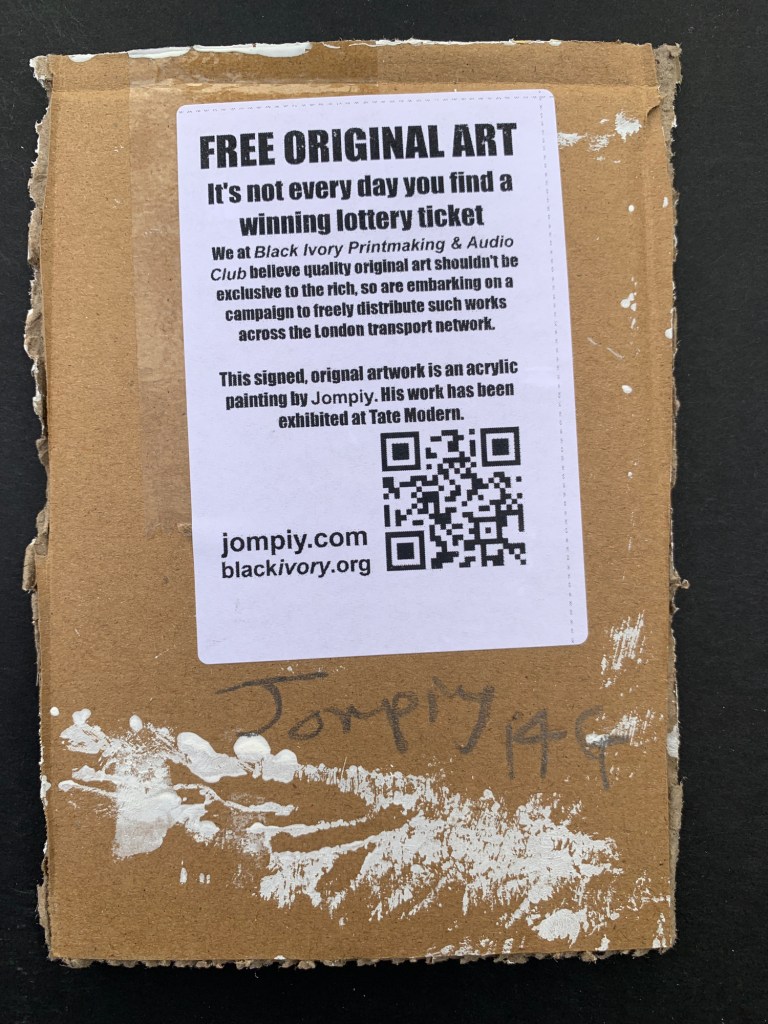 FREE ORIGINAL ART
It's not every day you find a
winning lottery ticket
We at Black Ivory Printmaking & Audio
Club believe quality original art shouldn't be
exclusive to the rich, so are embarking on a
campaign to freely distribute such works
across the London transport network.
This signed, orignal artwork is an acrylic
painting by Jompiy. His work has been
exhibited at Tate Modern.
jompiy.com
blackivory.org
Jompiy